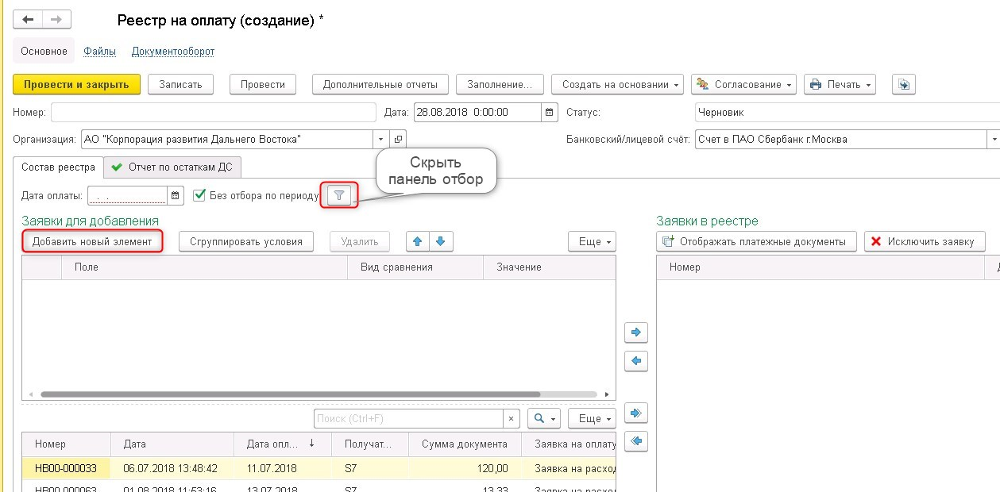 Реестр на оплату (создание) *
Основное Файлы Документооборот
Провести и закрыть Записать Провести Дополнительные отчеты Заполнение... Создать на основании Согласование Печать
Номер: Дата: 28.08.2018 0:00:00 Статус: Черновик
Организация: АО "Корпорация развития Дальнего Востока" Банковский/лицевой счёт: Счет в ПАО Сбербанк г.Москва
Состав реестра Отчет по остаткам ДС
Скрыть
панель отбор
Дата оплаты: . . Без отбора по периоду
Заявки для добавления Заявки в реестре
Добавить новый элемент Сгруппировать условия Удалить Еще Отображать платежные документы Исключить заявку
Поле Вид сравнения Значение Номер
Поиск (Ctrl+F) × Еще
Номер Дата Дата опл... ↓ Получат... Сумма документа Заявка на оплату
НВ00-000033 06.07.2018 13:48:42 11.07.2018 S7 120,00 Заявка на расход
НВ00-000063 01.08.2018 11:53:16 13.07.2018 S7 13,33 Заявка на расход